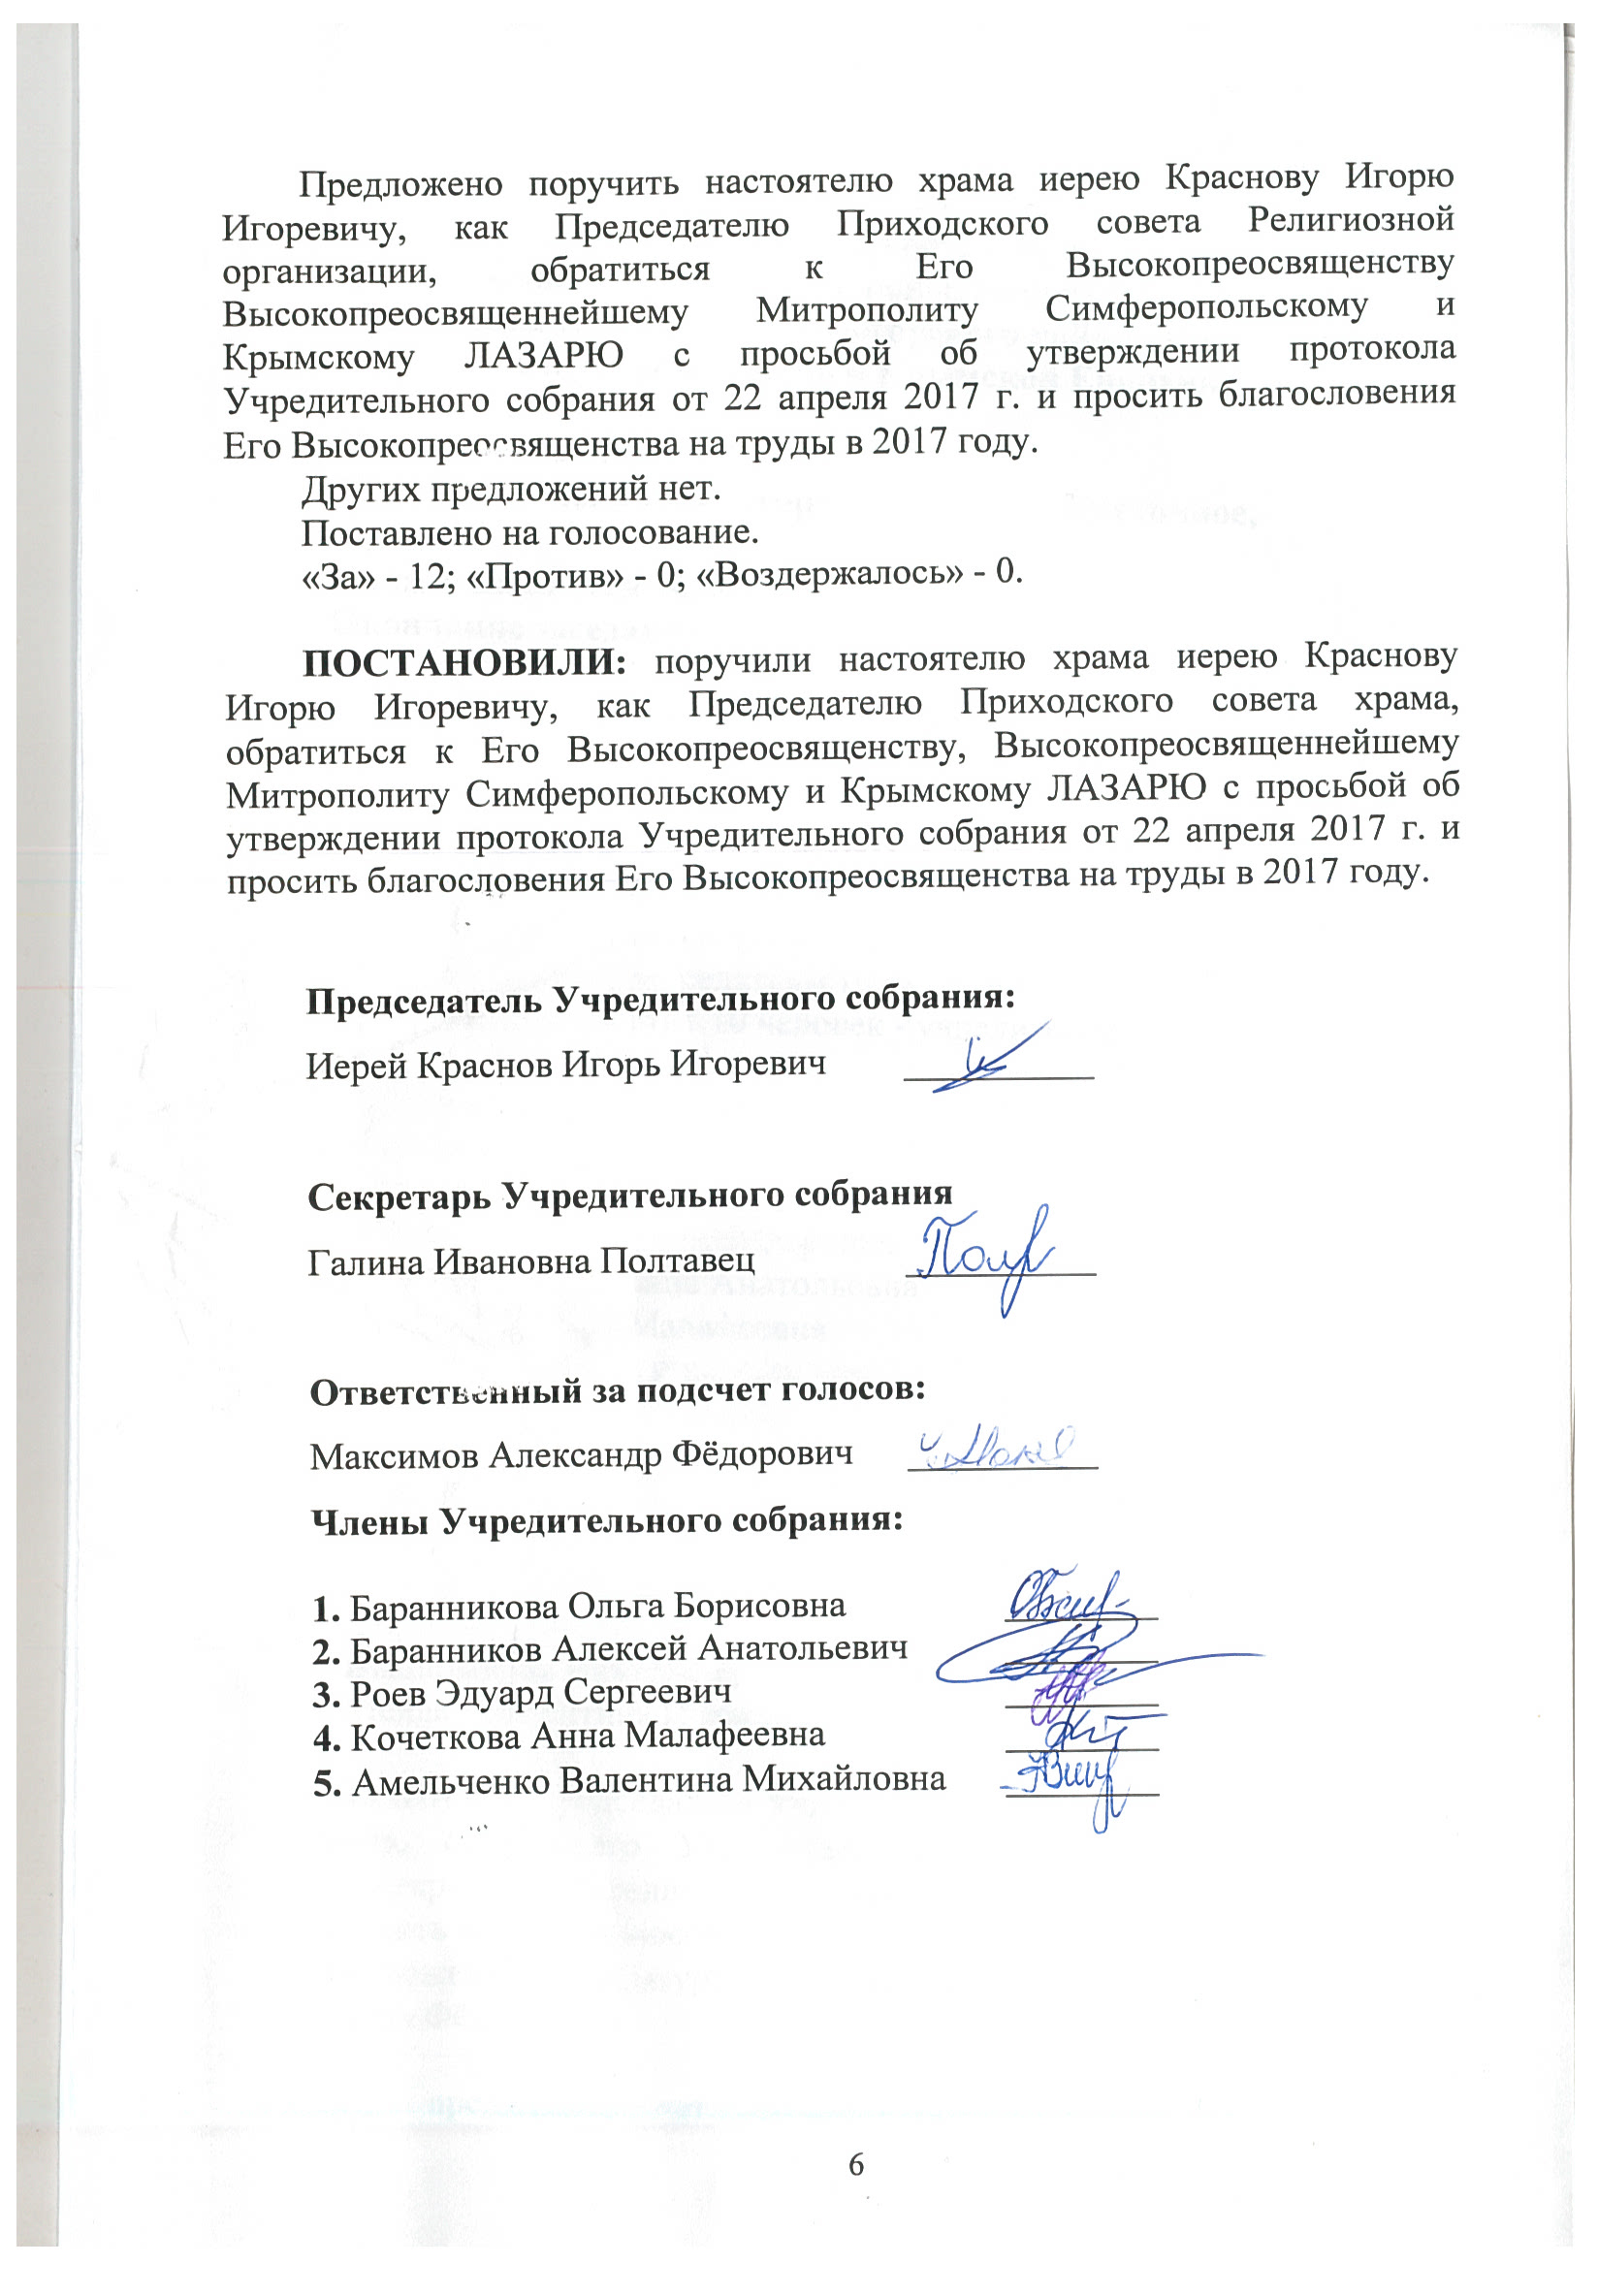 Предложено поручить настоятелю храма иерею Краснову Игорю
Игоревичу, как Председателю Приходского совета Религиозной
организации, обратиться к Его Высокопреосвященству
Высокопреосвященнейшему Митрополиту Симферопольскому и
Крымскому ЛАЗАРЮ с просьбой об утверждении протокола
Учредительного собрания от 22 апреля 2017 г. и просить благословения
Его Высокопреосвященства на труды в 2017 году.
Других предложений нет.
Поставлено на голосование.
«За» - 12; «Против» - 0; «Воздержалось» - 0.
ПОСТАНОВИЛИ: поручили настоятелю храма иерею Краснову
Игорю Игоревичу, как Председателю Приходского совета храма,
обратиться к Его Высокопреосвященству, Высокопреосвященнейшему
Митрополиту Симферопольскому и Крымскому ЛАЗАРЮ с просьбой об
утверждении протокола Учредительного собрания от 22 апреля 2017 г. и
просить благословения Его Высокопреосвященства на труды в 2017 году.
Председатель Учредительного собрания:
Иерей Краснов Игорь Игоревич
Секретарь Учредительного собрания
Галина Ивановна Полтавец
Ответственный за подсчет голосов:
Максимов Александр Фёдорович
Члены Учредительного собрания:
1. Баранникова Ольга Борисовна
2. Баранников Алексей Анатольевич
3. Роев Эдуард Сергеевич
4. Кочеткова Анна Малафеевна
5. Амельченко Валентина Михайловна
6